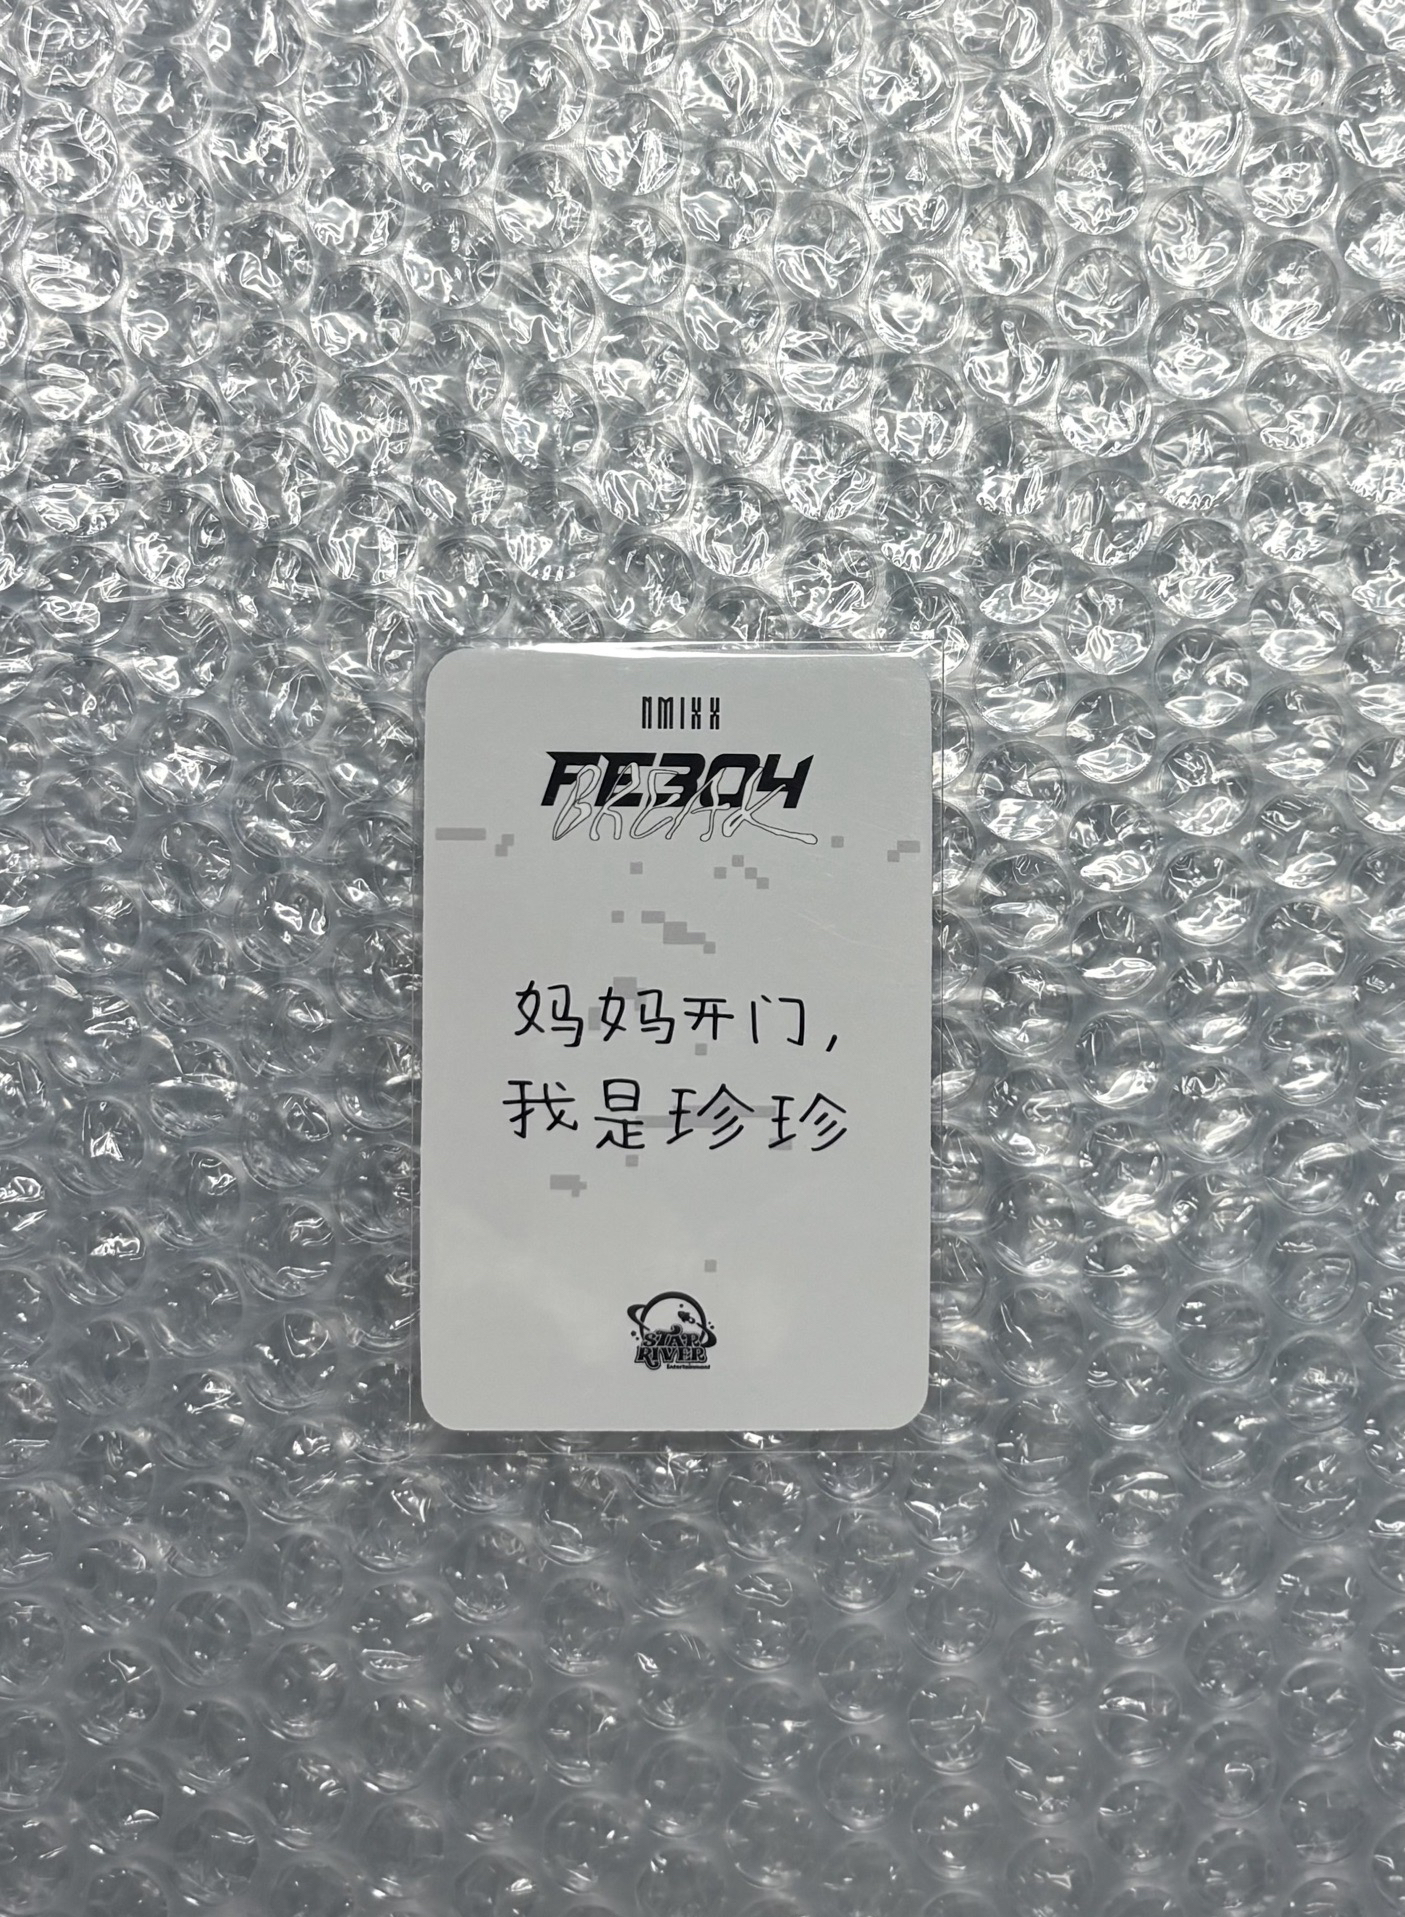 NMIXX
FE3O4
BREAK
妈妈开门,
我是珍珍
STAR
RIVER
Entertainment